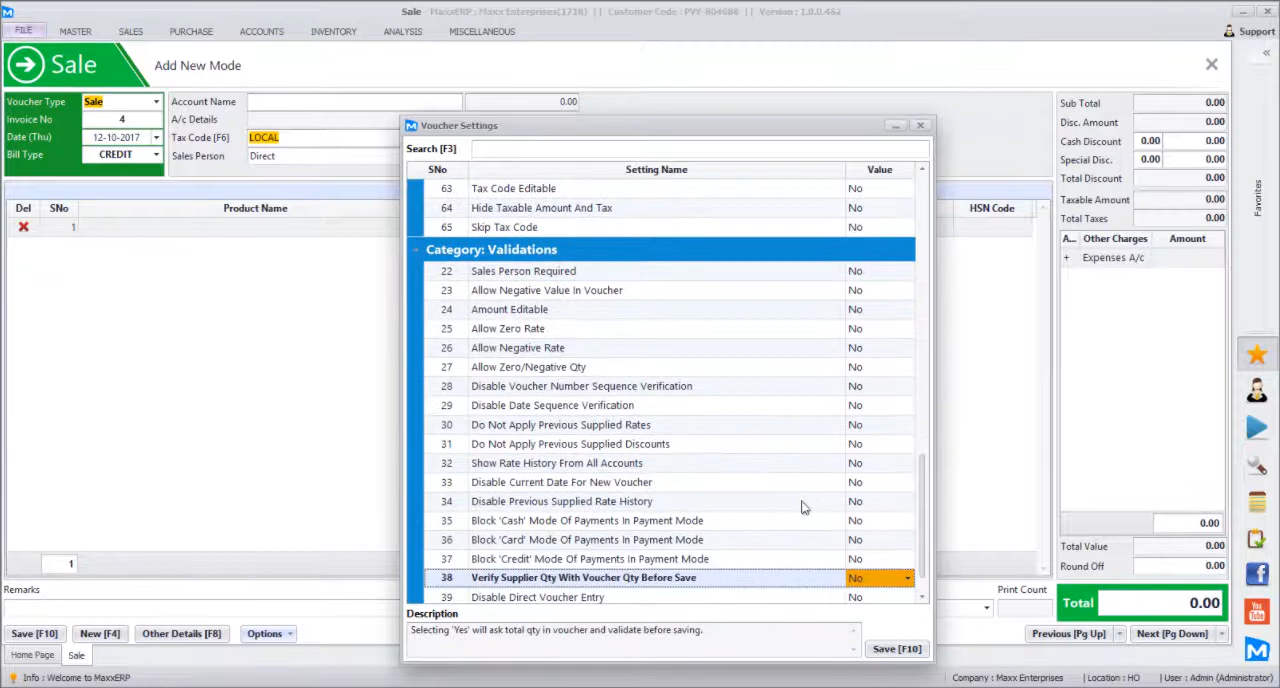 Sale - MaxxERP : Maxx Enterprises(1718) || Customer Code : PVY-004680 || Version : 1.0.0.462
FILE MASTER SALES PURCHASE ACCOUNTS INVENTORY ANALYSIS MISCELLANEOUS
Support
Sale Add New Mode
Voucher Type Sale
Invoice No 4
Date (Thu) 12-10-2017
Bill Type CREDIT
Account Name 0.00
A/c Details
Tax Code [F6] LOCAL
Sales Person Direct
Del SNo Product Name HSN Code
1
Voucher Settings
Search [F3]
SNo Setting Name Value
63 Tax Code Editable No
64 Hide Taxable Amount And Tax No
65 Skip Tax Code No
Category: Validations
22 Sales Person Required No
23 Allow Negative Value In Voucher No
24 Amount Editable No
25 Allow Zero Rate No
26 Allow Negative Rate No
27 Allow Zero/Negative Qty No
28 Disable Voucher Number Sequence Verification No
29 Disable Date Sequence Verification No
30 Do Not Apply Previous Supplied Rates No
31 Do Not Apply Previous Supplied Discounts No
32 Show Rate History From All Accounts No
33 Disable Current Date For New Voucher No
34 Disable Previous Supplied Rate History No
35 Block 'Cash' Mode Of Payments In Payment Mode No
36 Block 'Card' Mode Of Payments In Payment Mode No
37 Block 'Credit' Mode Of Payments In Payment Mode No
38 Verify Supplier Qty With Voucher Qty Before Save No
39 Disable Direct Voucher Entry No
Description
Selecting 'Yes' will ask total qty in voucher and validate before saving.
Save [F10]
Sub Total 0.00
Disc. Amount 0.00
Cash Discount 0.00 0.00
Special Disc. 0.00 0.00
Total Discount 0.00
Taxable Amount 0.00
Total Taxes 0.00
A... Other Charges Amount
+ Expenses A/c
0.00
Total Value 0.00
Round Off 0.00
Total 0.00
Favorites
You
Tube
1
Remarks
Print Count
Save [F10] New [F4] Other Details [F8] Options
Previous [Pg Up] Next [Pg Down]
Home Page Sale
Info : Welcome to MaxxERP
Company : Maxx Enterprises | Location : HO | User : Admin (Administrator)